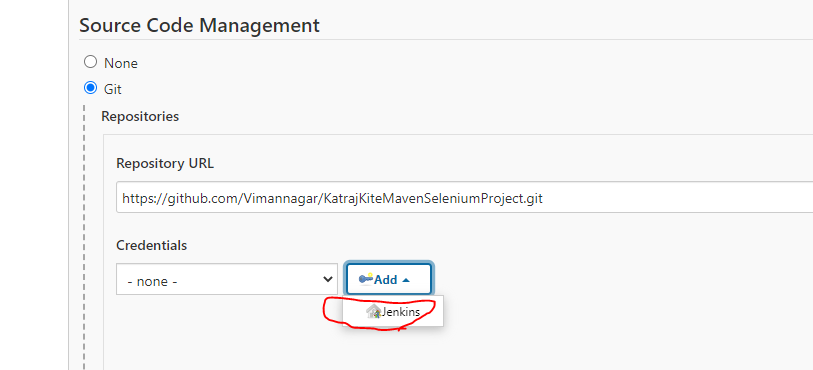 Source Code Management
None
Git
Repositories
Repository URL
https://github.com/Vimannagar/KatrajKiteMavenSeleniumProject.git
Credentials
- none - Add
Jenkins